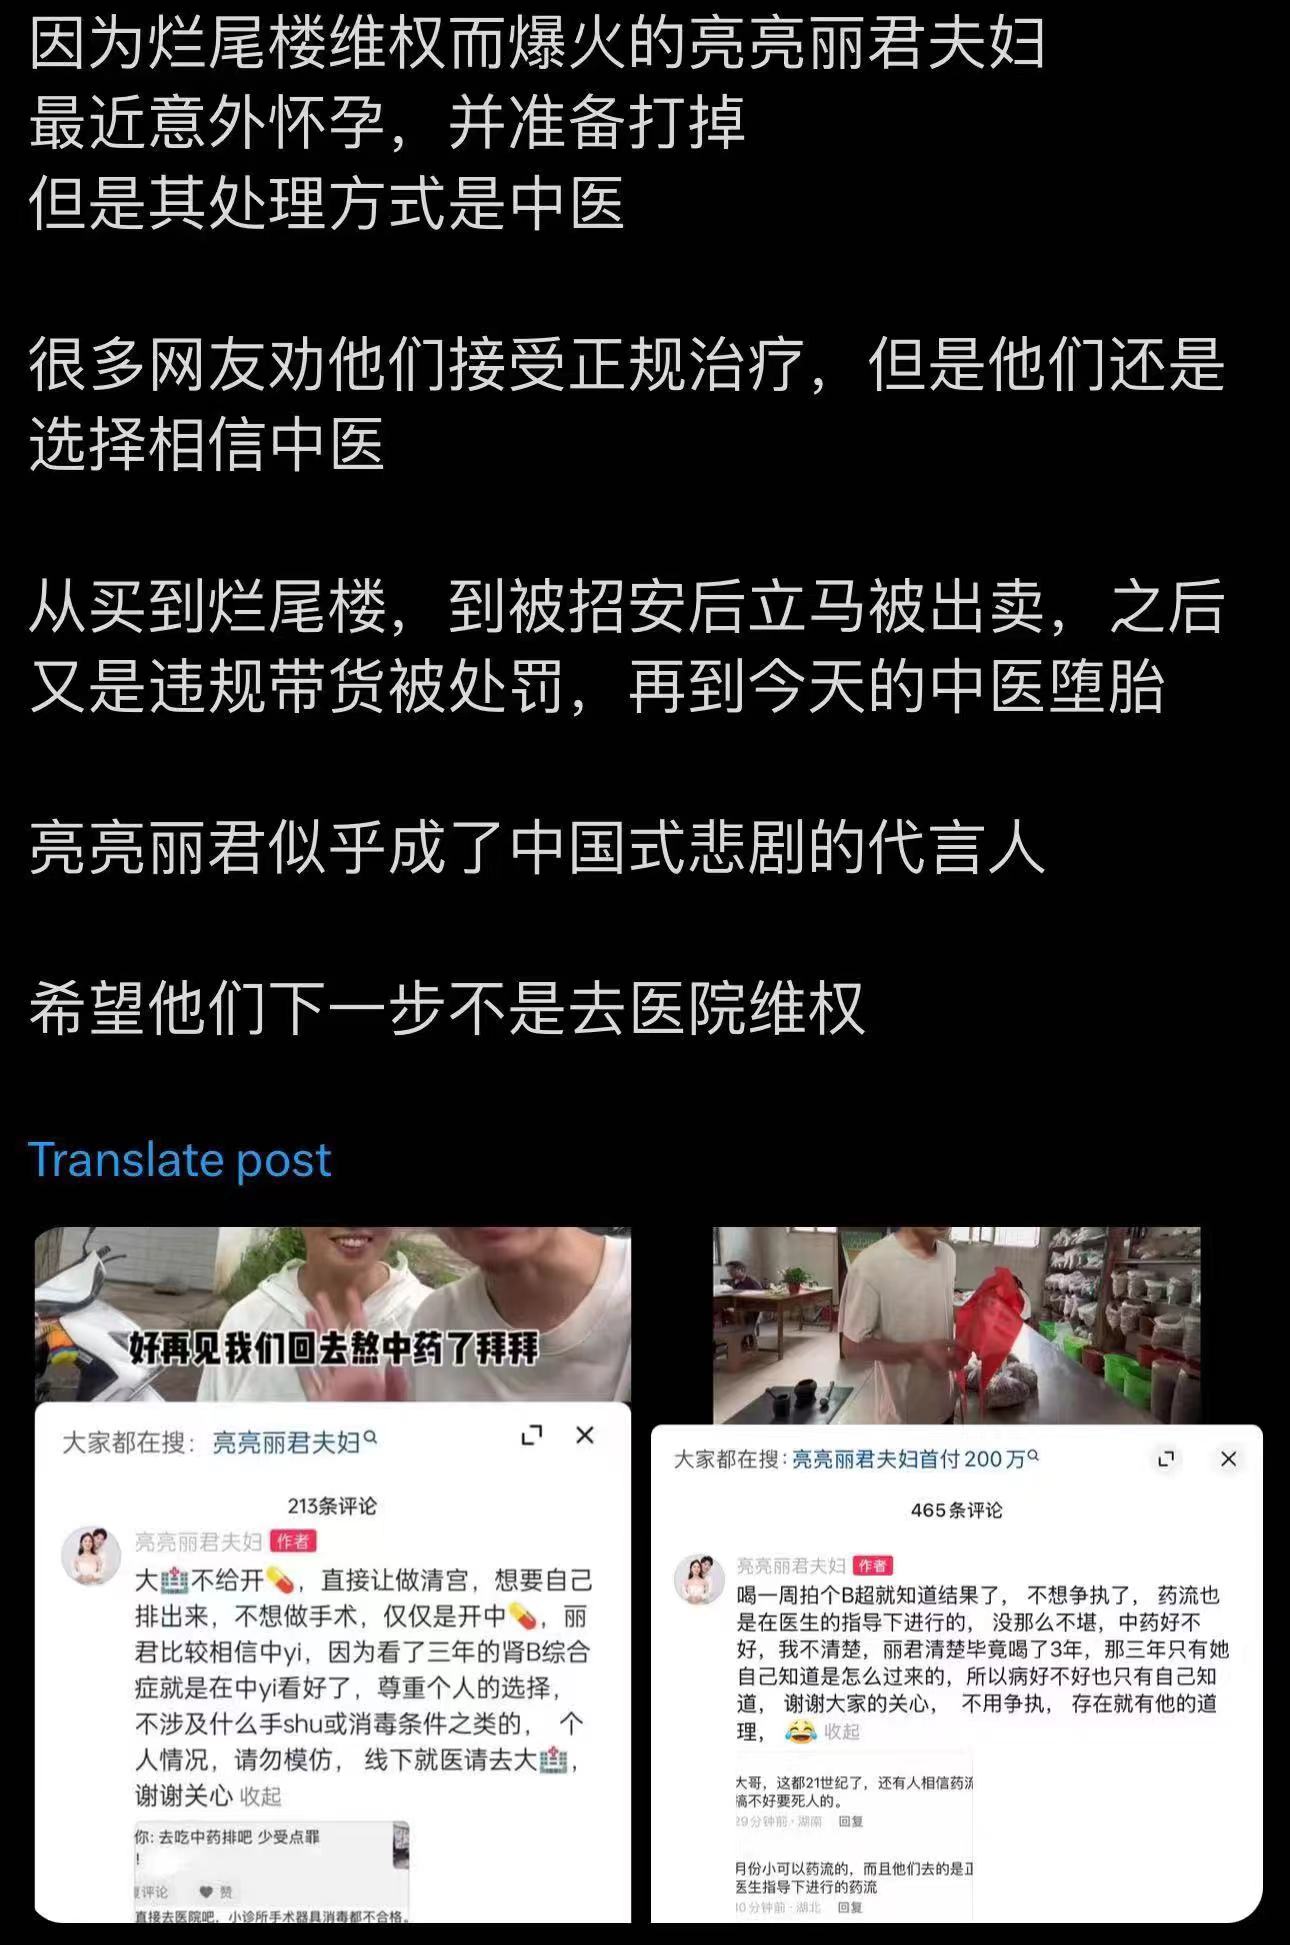 因为烂尾楼维权而爆火的亮亮丽君夫妇
最近意外怀孕，并准备打掉
但是其处理方式是中医
很多网友劝他们接受正规治疗，但是他们还是
选择相信中医
从买到烂尾楼，到被招安后立马被出卖，之后
又是违规带货被处罚，再到今天的中医堕胎
亮亮丽君似乎成了中国式悲剧的代言人
希望他们下一步不是去医院维权
Translate post
好再见我们回去熬中药了拜拜
大家都在搜：亮亮丽君夫妇
213条评论
亮亮丽君夫妇 作者
大🏥不给开💊，直接让做清宫，想要自己
排出来，不想做手术，仅仅是开中💊，丽
君比较相信中yi，因为看了三年的肾B综合
症就是在中yi看好了，尊重个人的选择，
不涉及什么手shu或消毒条件之类的， 个
人情况，请勿模仿， 线下就医请去大🏥，
谢谢关心 收起
你: 去吃中药排吧 少受点罪
!
评论 赞
直接去医院吧，小诊所手术器具消毒都不合格。
大家都在搜:亮亮丽君夫妇首付200万
465条评论
亮亮丽君夫妇 作者
喝一周拍个B超就知道结果了， 不想争执了， 药流也
是在医生的指导下进行的， 没那么不堪，中药好不
好，我不清楚，丽君清楚毕竟喝了3年，那三年只有她
自己知道是怎么过来的，所以病好不好也只有自己知
道， 谢谢大家的关心， 不用争执， 存在就有他的道
理， 😂 收起
大哥，这都21世纪了，还有人相信药流
搞不好要死人的。
29分钟前·湖南 回复
月份小可以药流的，而且他们去的是正
医生指导下进行的药流
30分钟前·湖北 回复